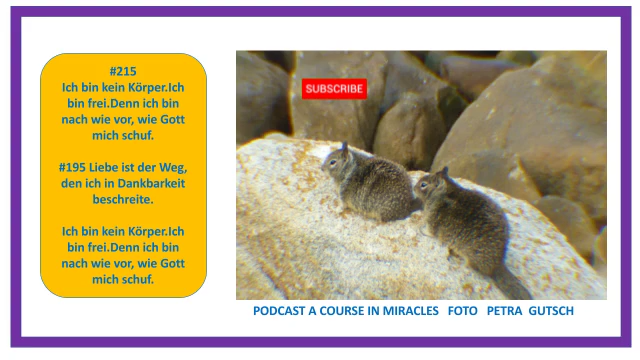 #215
Ich bin kein Körper.Ich
bin frei.Denn ich bin
nach wie vor, wie Gott
mich schuf.
#195 Liebe ist der Weg,
den ich in Dankbarkeit
beschreite.
Ich bin kein Körper.Ich
bin frei.Denn ich bin
nach wie vor, wie Gott
mich schuf.
SUBSCRIBE
PODCAST A COURSE IN MIRACLES FOTO PETRA GUTSCH